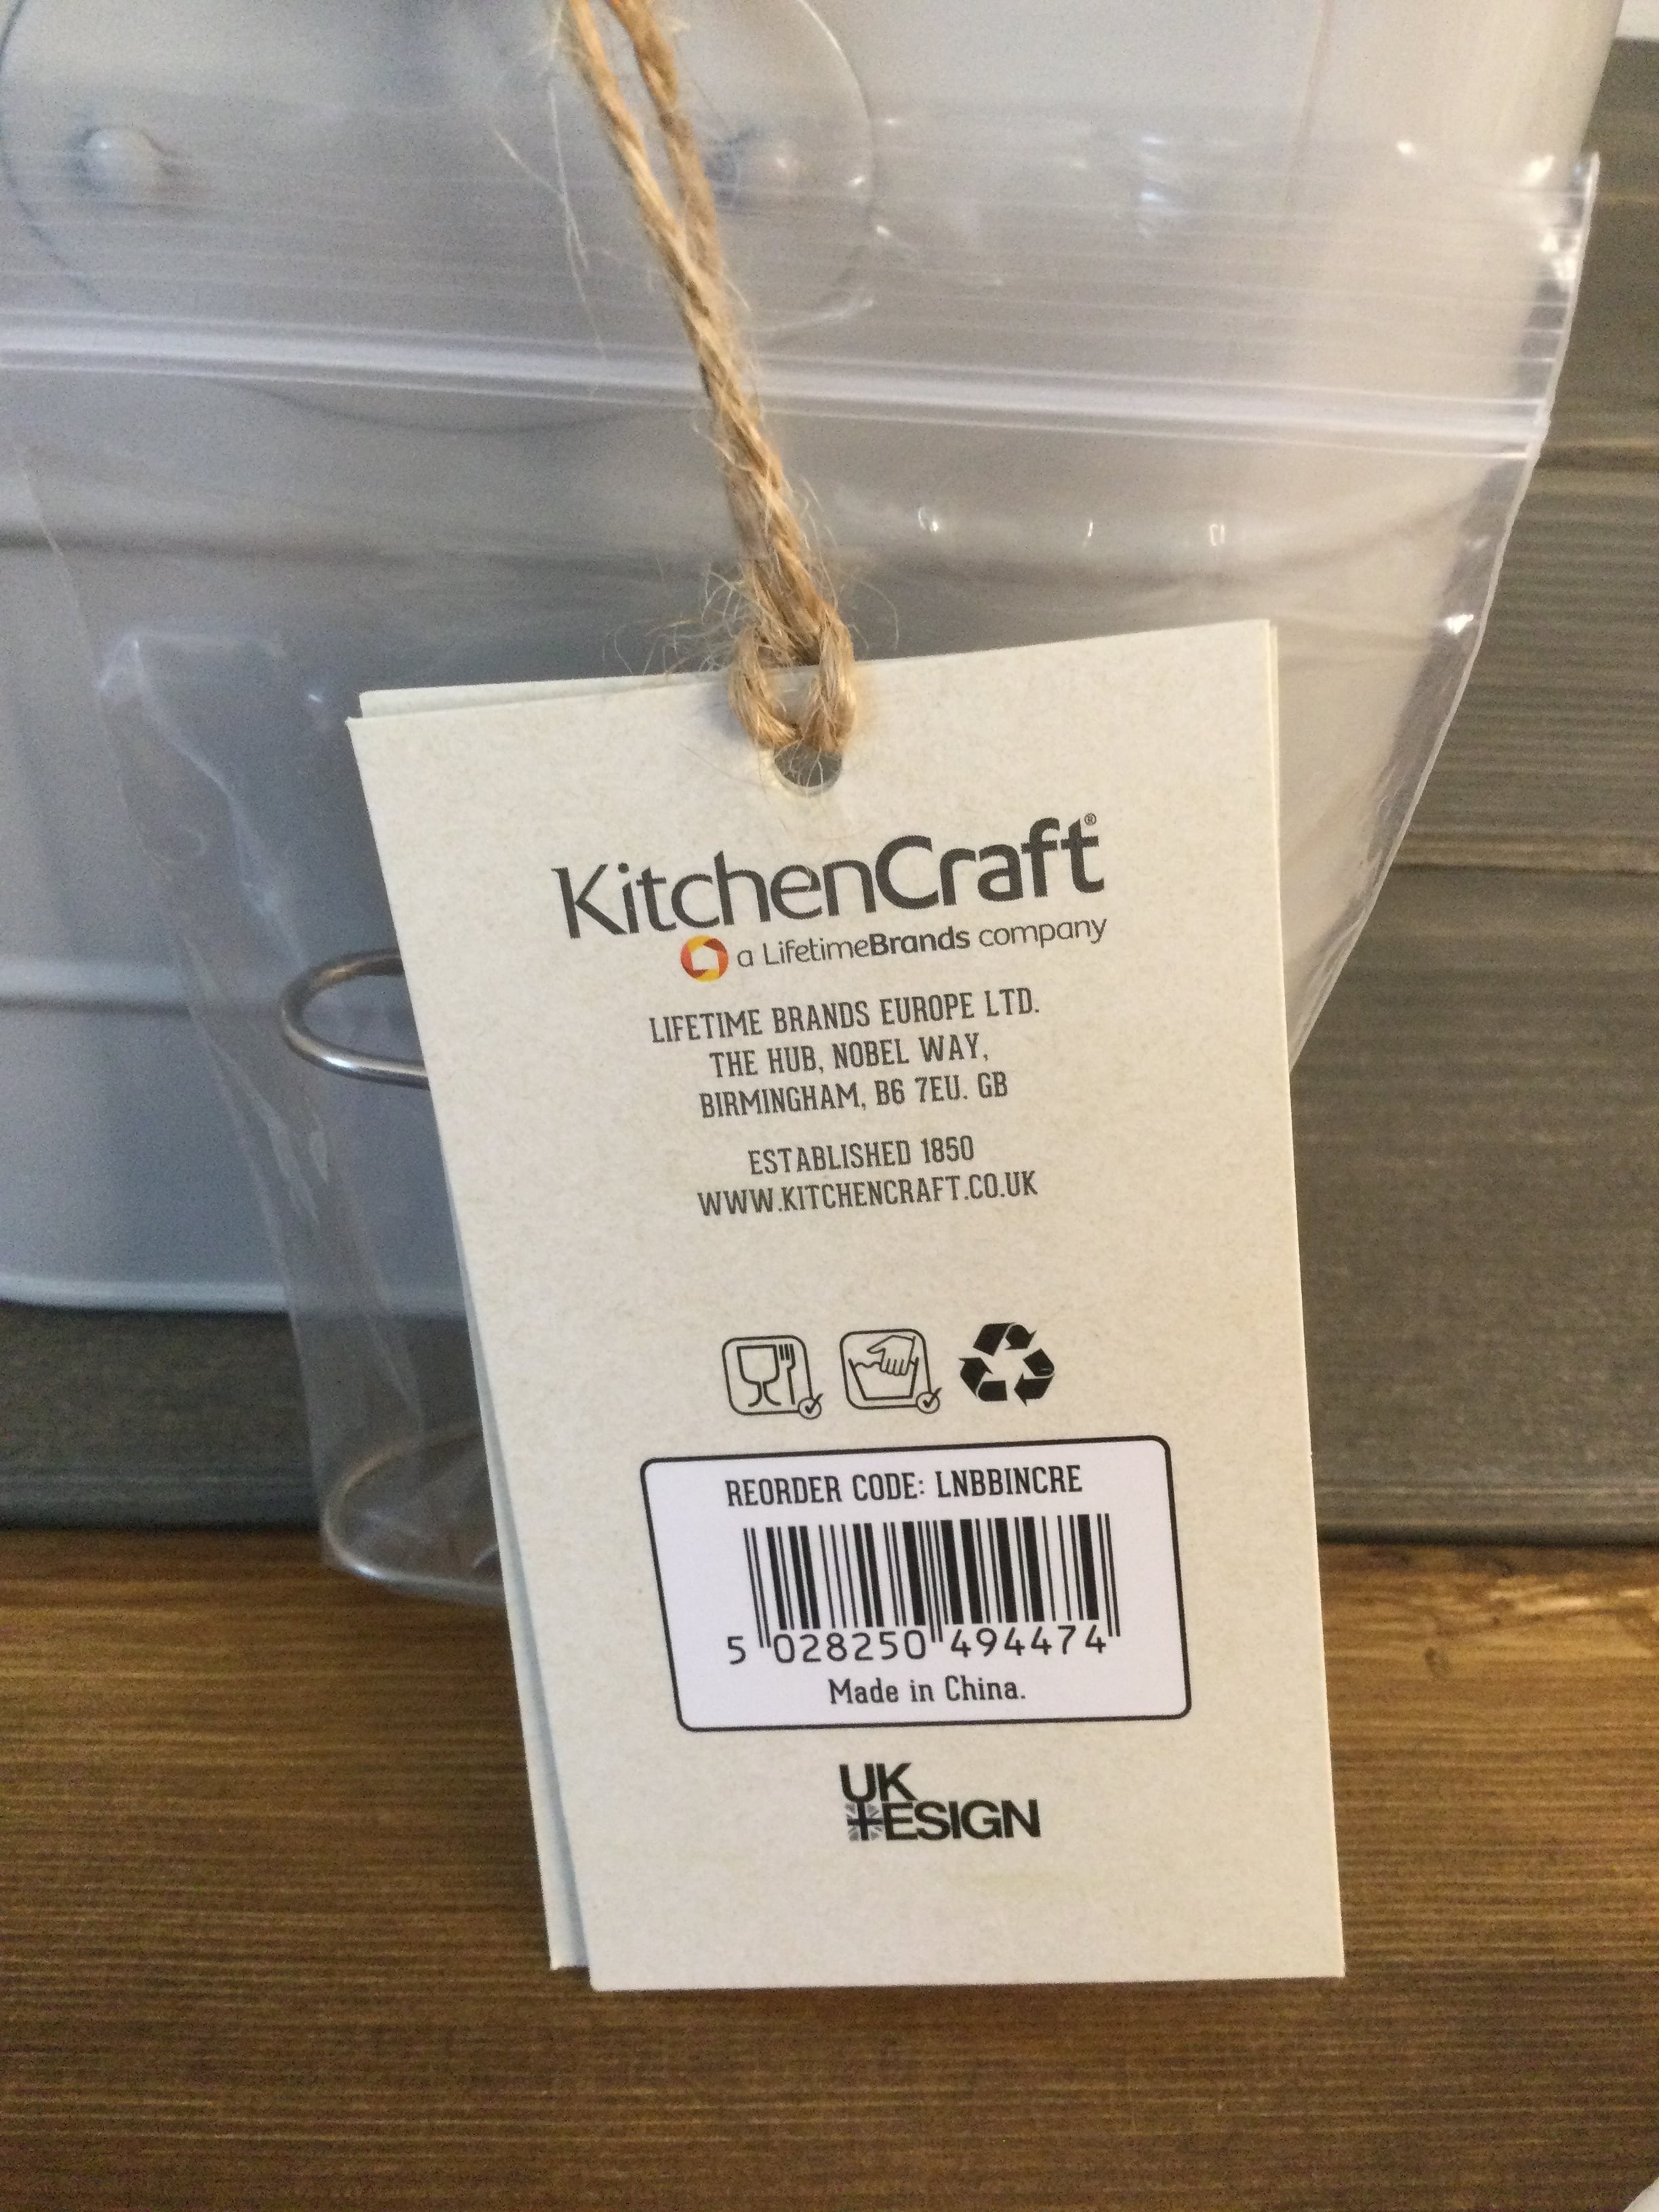 KitchenCraft®
a LifetimeBrands company
LIFETIME BRANDS EUROPE LTD.
THE HUB, NOBEL WAY,
BIRMINGHAM, B6 7EU. GB
ESTABLISHED 1850
WWW.KITCHENCRAFT.CO.UK
REORDER CODE: LNBBINCRE
5 028250 494474
Made in China.
UK
DESIGN